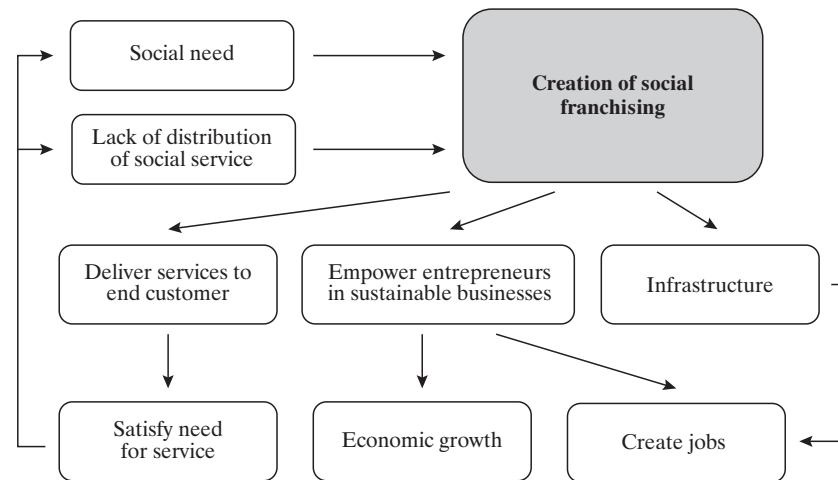 Social need
Creation of social
franchising
Lack of distribution
of social service
Deliver services to
end customer
Empower entrepreneurs
in sustainable businesses
Infrastructure
Satisfy need
for service
Economic growth
Create jobs